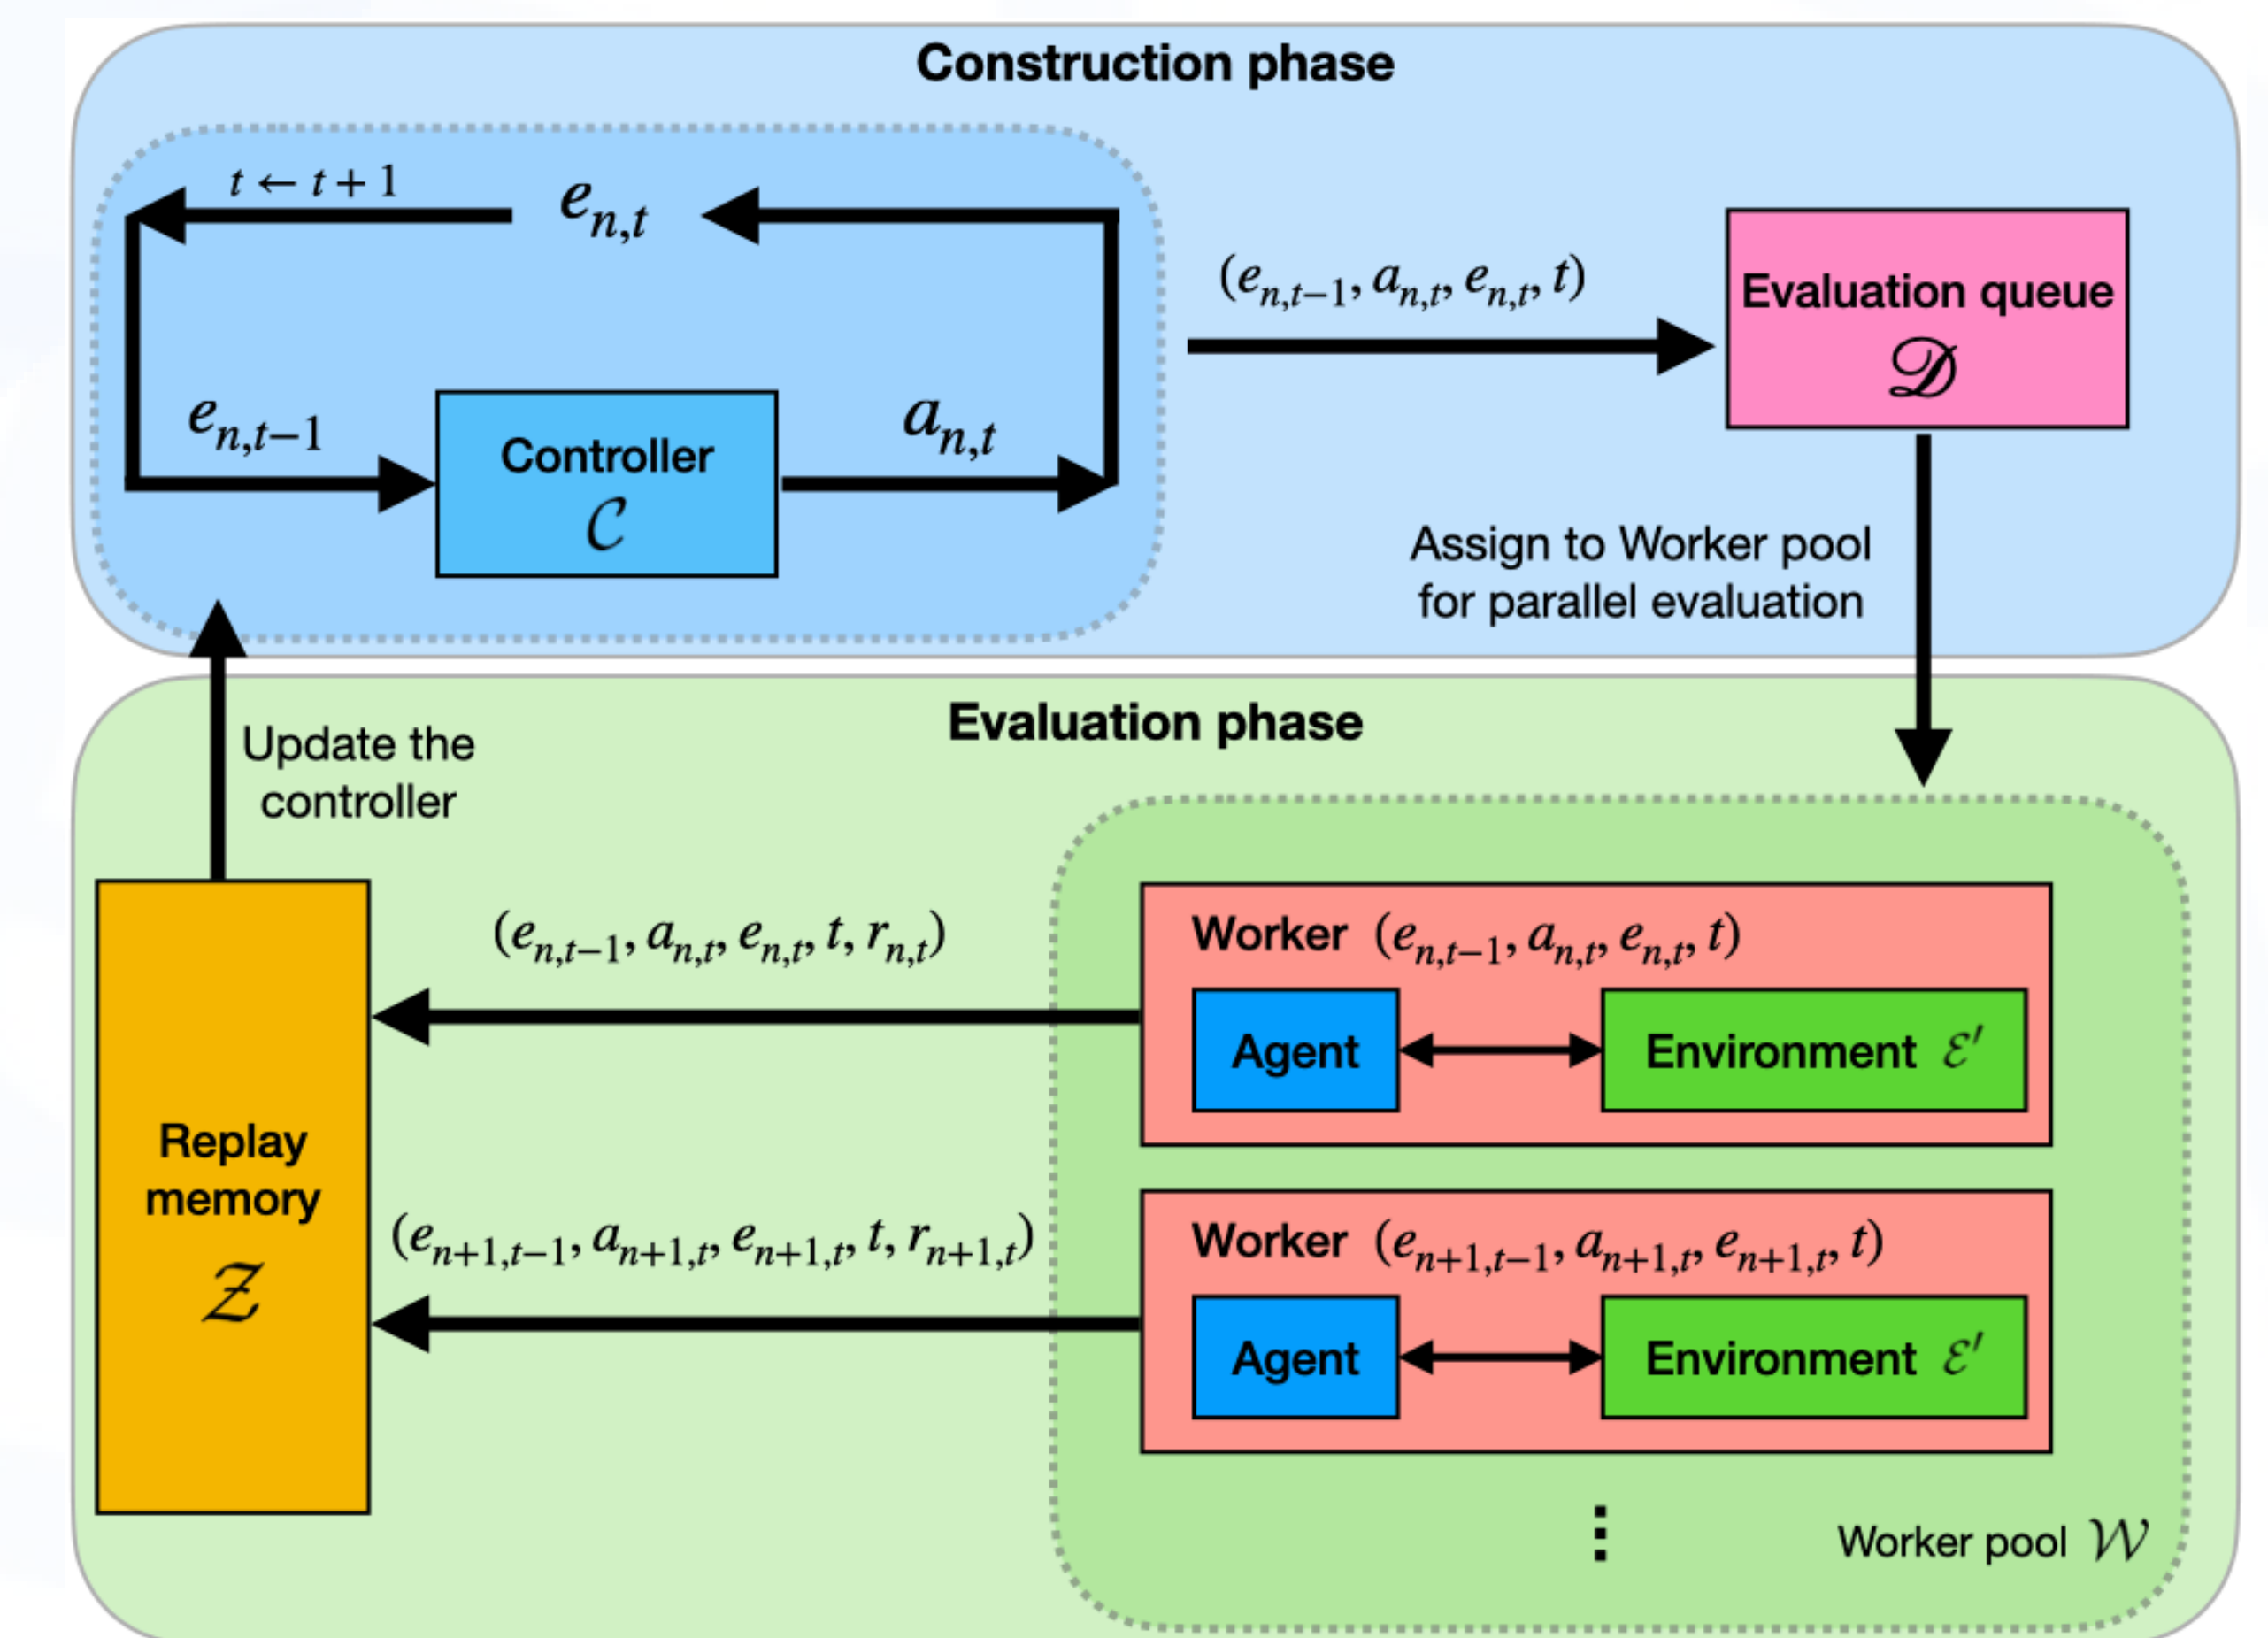 Construction phase
t ← t + 1
e_{n,t}
(e_{n,t−1}, a_{n,t}, e_{n,t}, t)
Evaluation queue
𝒟
e_{n,t−1}
Controller
𝒞
a_{n,t}
Assign to Worker pool
for parallel evaluation
Evaluation phase
Update the
controller
Replay
memory
𝒵
(e_{n,t−1}, a_{n,t}, e_{n,t}, t, r_{n,t})
Worker (e_{n,t−1}, a_{n,t}, e_{n,t}, t)
Agent
Environment ℰ′
(e_{n+1,t−1}, a_{n+1,t}, e_{n+1,t}, t, r_{n+1,t})
Worker (e_{n+1,t−1}, a_{n+1,t}, e_{n+1,t}, t)
Agent
Environment ℰ′
⋮
Worker pool 𝒲